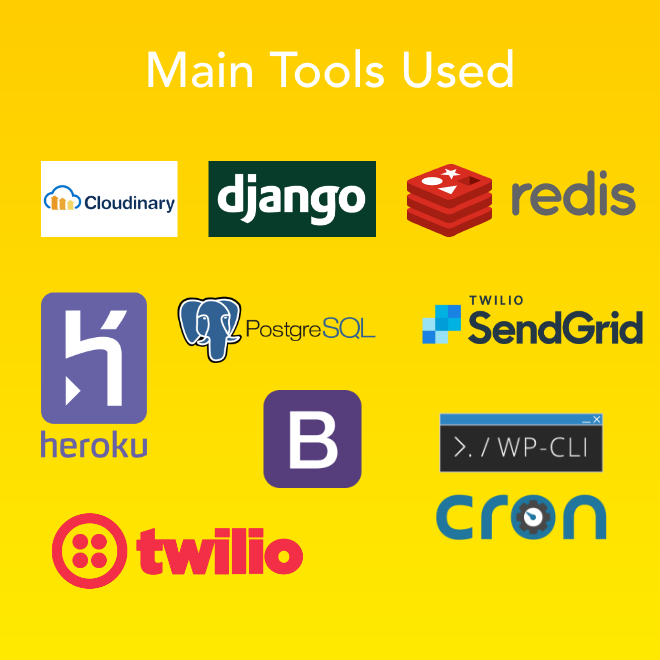 Main Tools Used
Cloudinary
django
redis
PostgreSQL
TWILIO
SendGrid
heroku
B
>_. / WP-CLI
cron
twilio